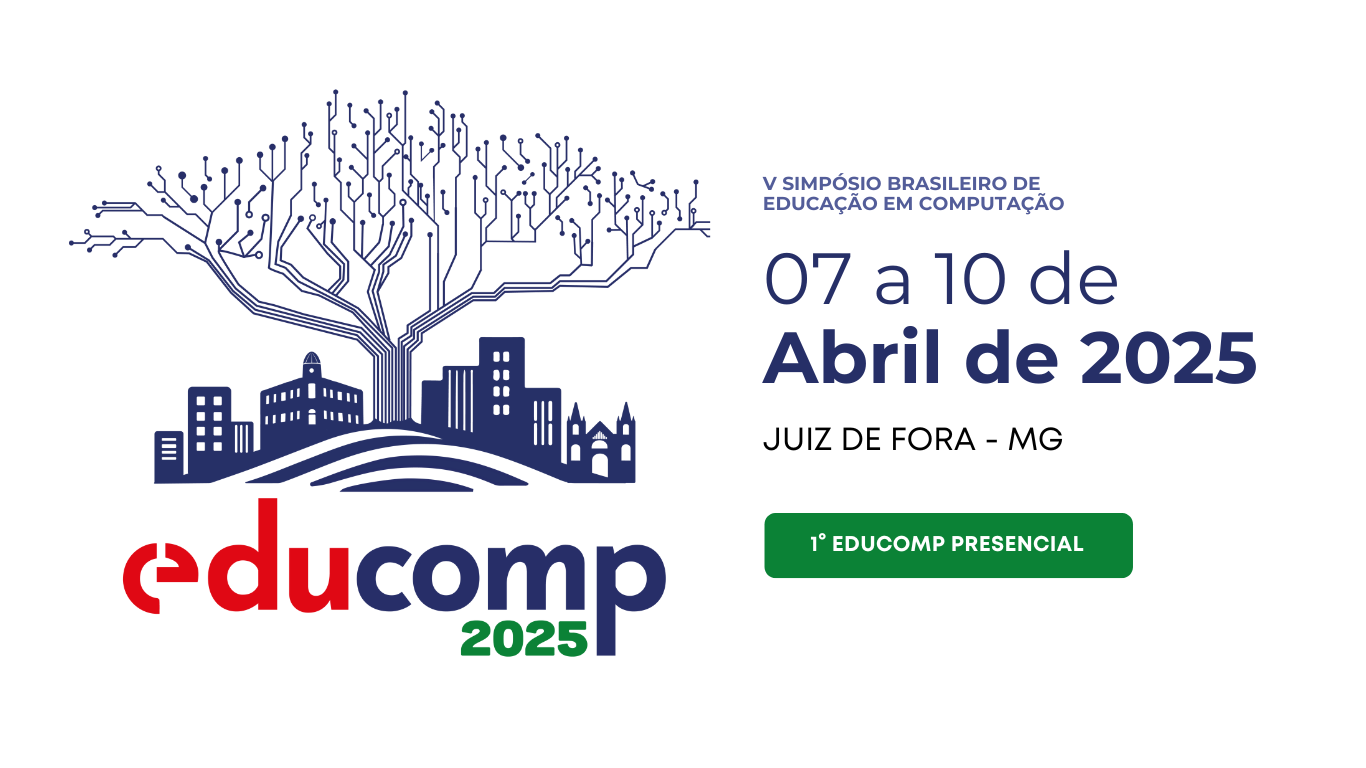 V SIMPÓSIO BRASILEIRO DE
EDUCAÇÃO EM COMPUTAÇÃO
07 a 10 de
Abril de 2025
JUIZ DE FORA - MG
1° EDUCOMP PRESENCIAL
educomp
2025